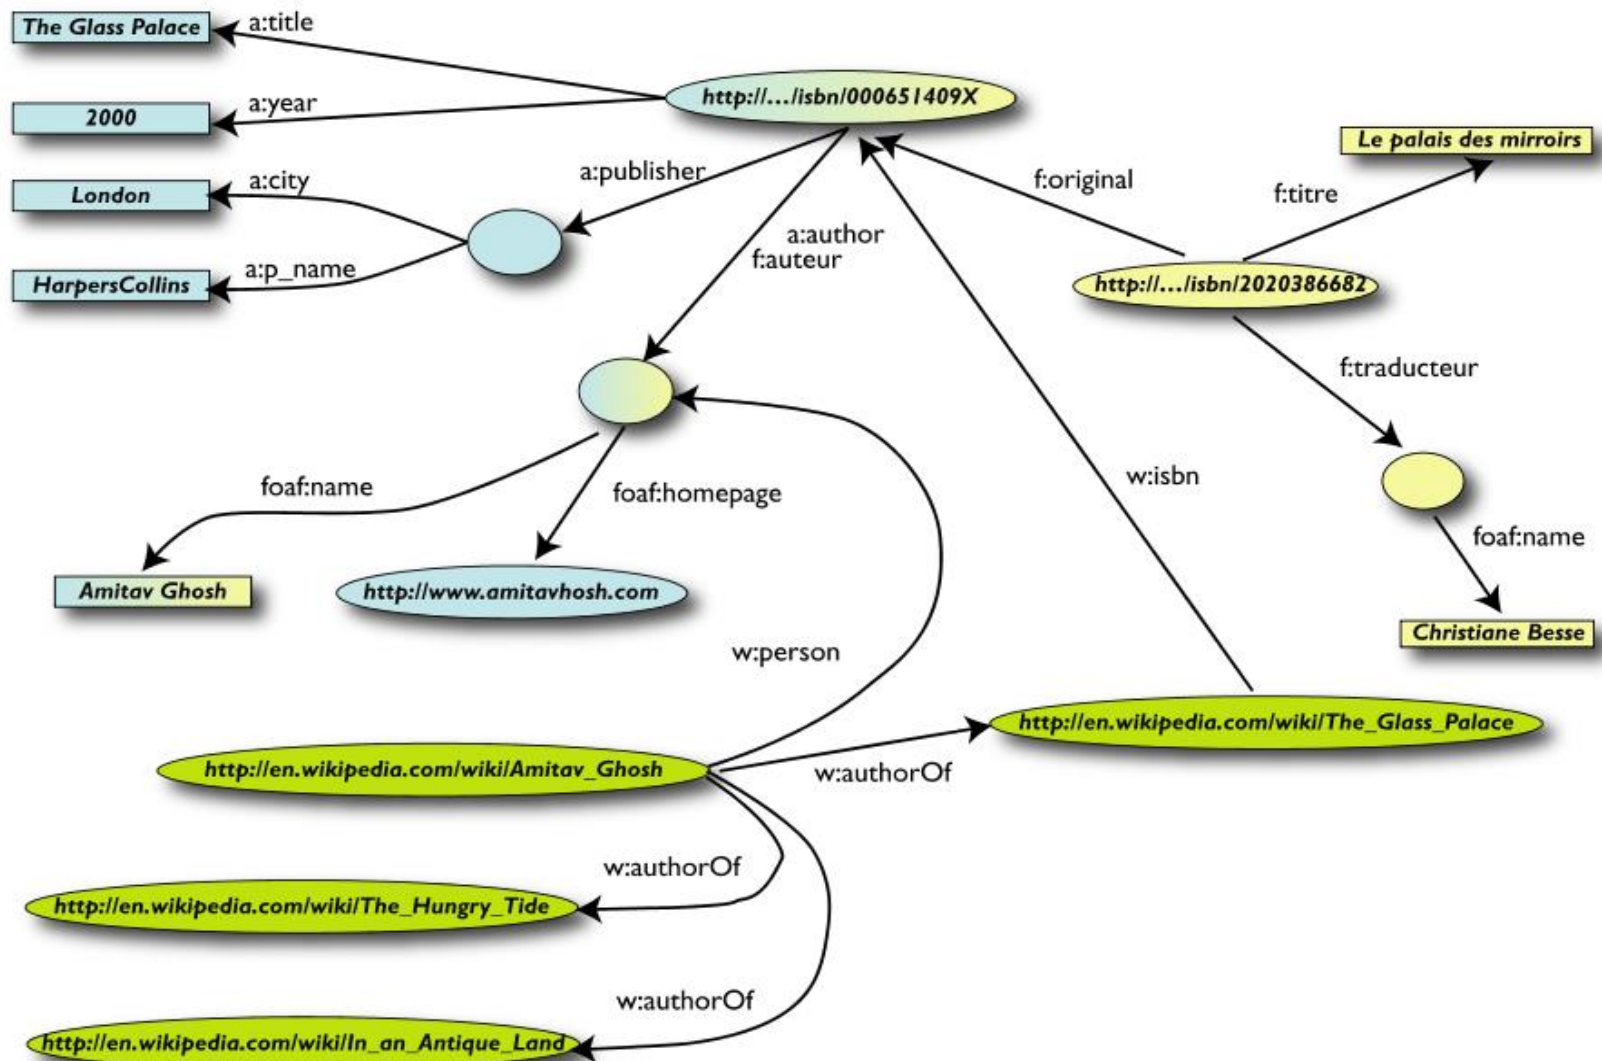 The Glass Palace
a:title
http://.../isbn/000651409X
2000
a:year
Le palais des mirroirs
London
a:city
a:publisher
f:original
f:titre
a:author
f:auteur
HarpersCollins
a:p_name
http://.../isbn/2020386682
f:traducteur
foaf:name
foaf:homepage
w:isbn
foaf:name
Amitav Ghosh
http://www.amitavhosh.com
Christiane Besse
w:person
http://en.wikipedia.com/wiki/The_Glass_Palace
http://en.wikipedia.com/wiki/Amitav_Ghosh
w:authorOf
w:authorOf
http://en.wikipedia.com/wiki/The_Hungry_Tide
w:authorOf
http://en.wikipedia.com/wiki/In_an_Antique_Land